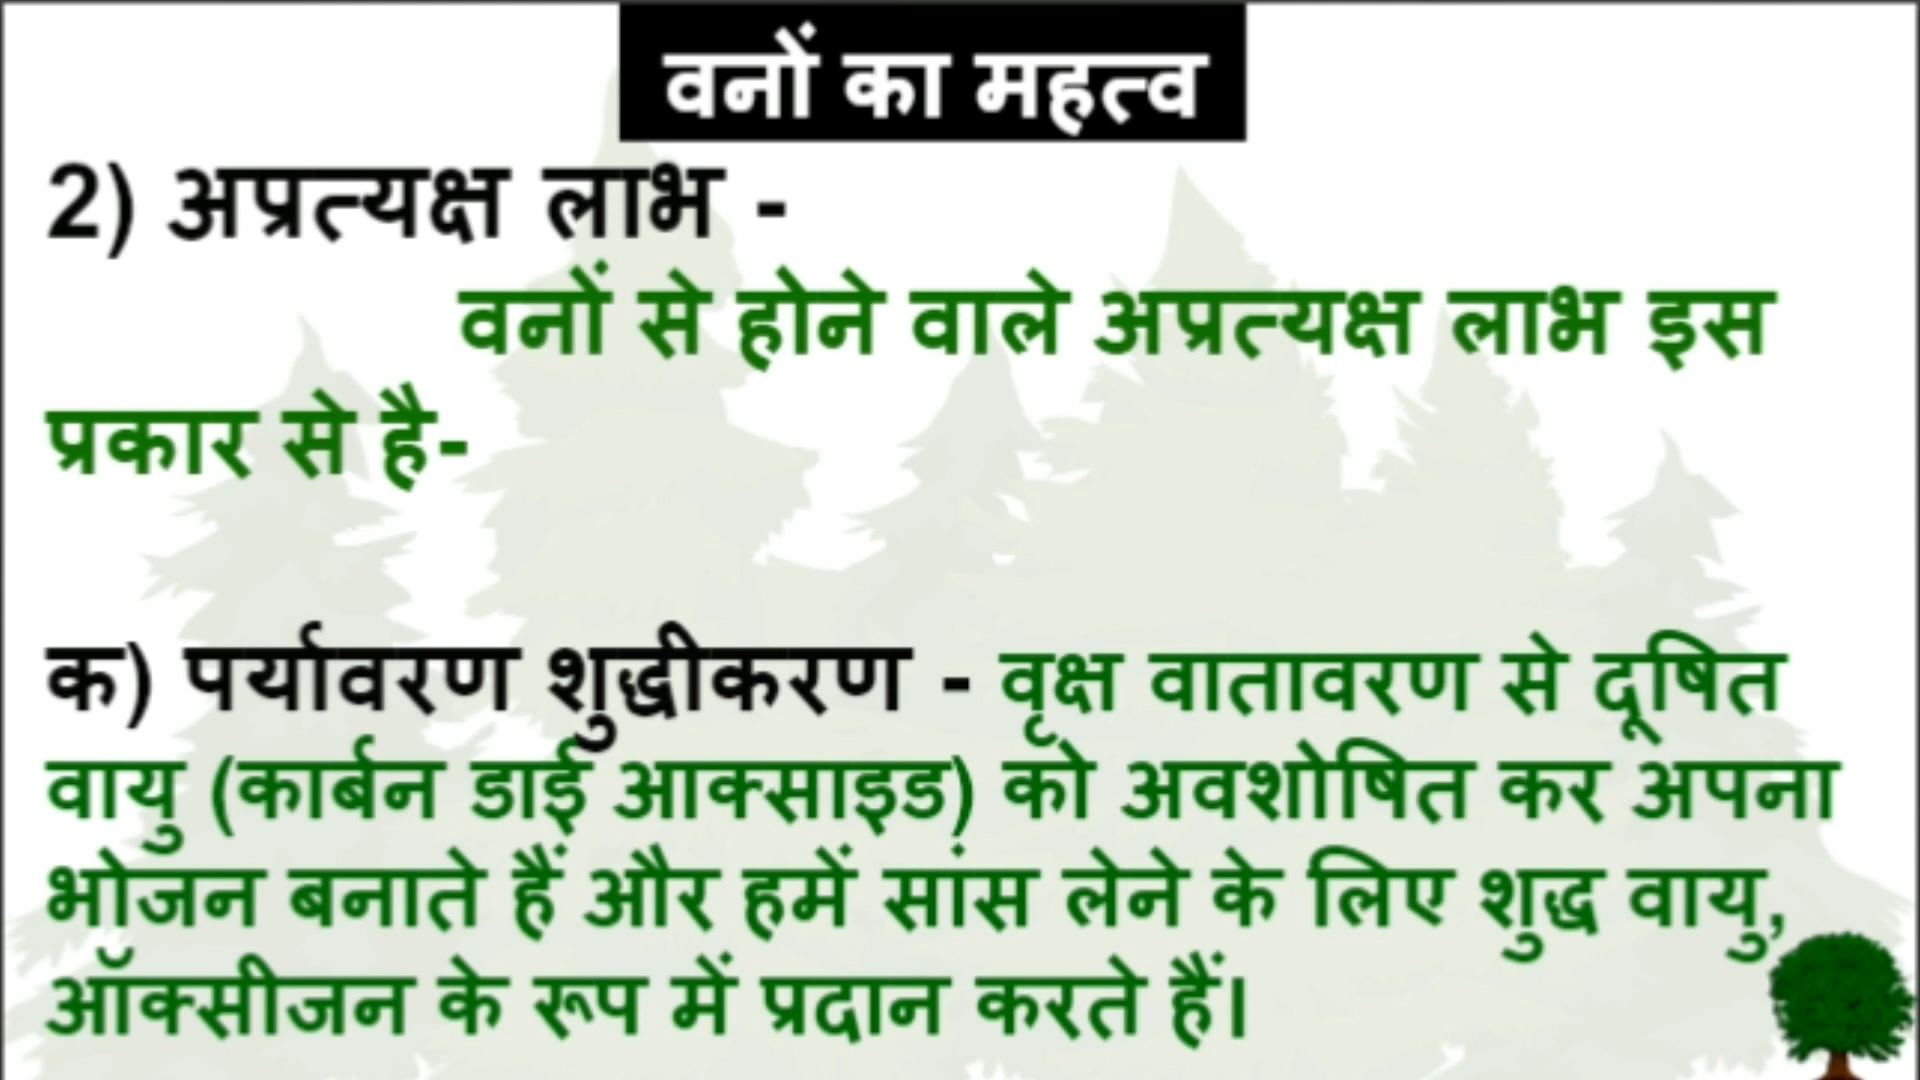 वनों का महत्व
2) अप्रत्यक्ष लाभ -
वनों से होने वाले अप्रत्यक्ष लाभ इस
प्रकार से है-
क) पर्यावरण शुद्धीकरण - वृक्ष वातावरण से दूषित
वायु (कार्बन डाई आक्साइड) को अवशोषित कर अपना
भोजन बनाते हैं और हमें सांस लेने के लिए शुद्ध वायु,
ऑक्सीजन के रूप में प्रदान करते हैं।